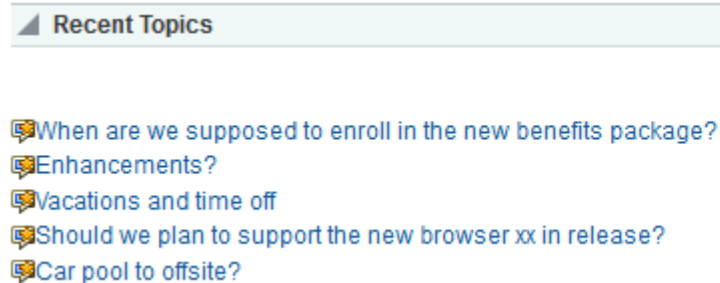 Recent Topics
When are we supposed to enroll in the new benefits package?
Enhancements?
Vacations and time off
Should we plan to support the new browser xx in release?
Car pool to offsite?